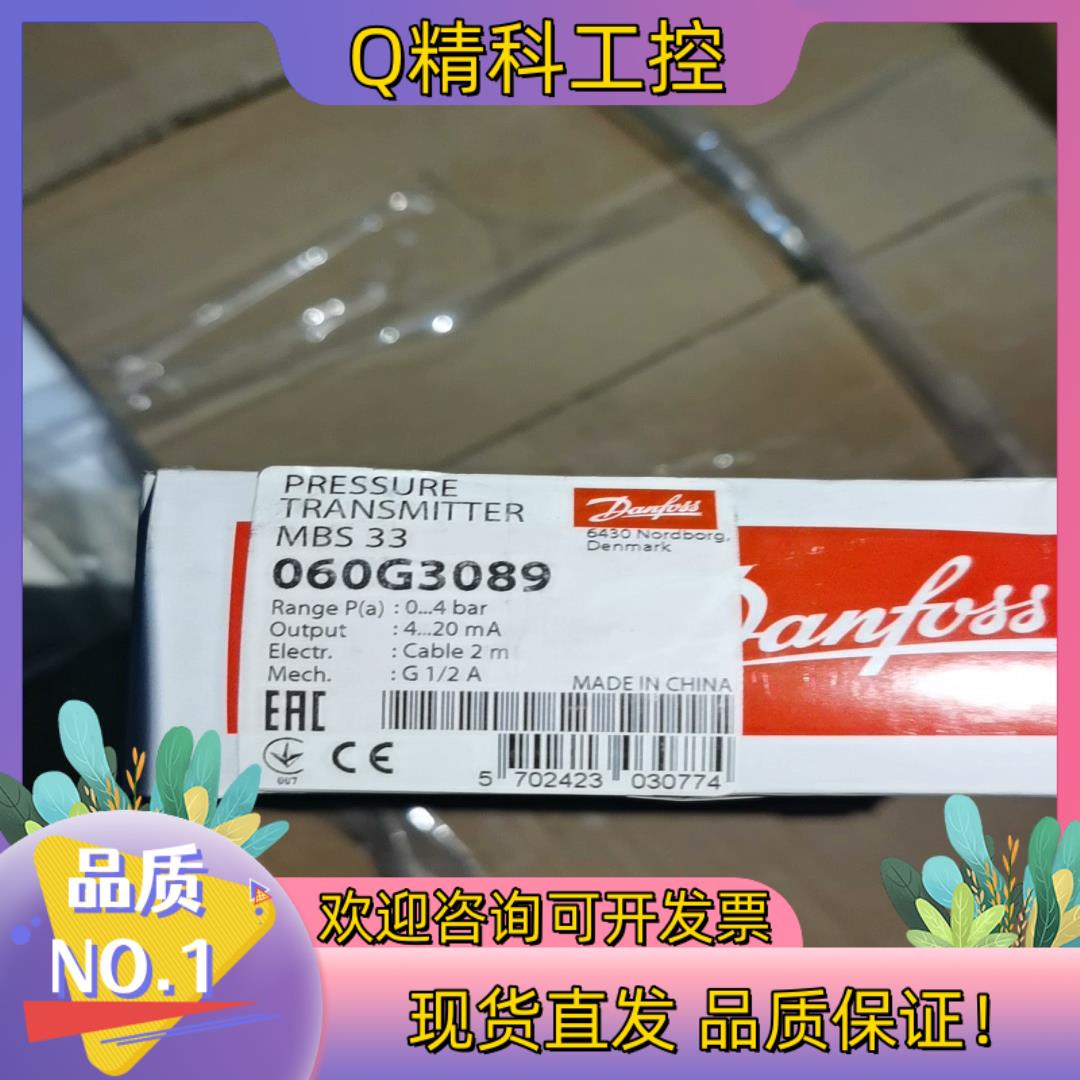 Q精科工控
PRESSURE
TRANSMITTER
MBS 33
060G3089
Range P(a) : 0...4 bar
Output : 4...20 mA
Electr. : Cable 2 m
Mech. : G 1/2 A
Danfoss
6430 Nordborg,
Denmark
MADE IN CHINA
EAC
CE
5 702423 030774
Danfoss
品质
NO.1
欢迎咨询可开发票
现货直发 品质保证！